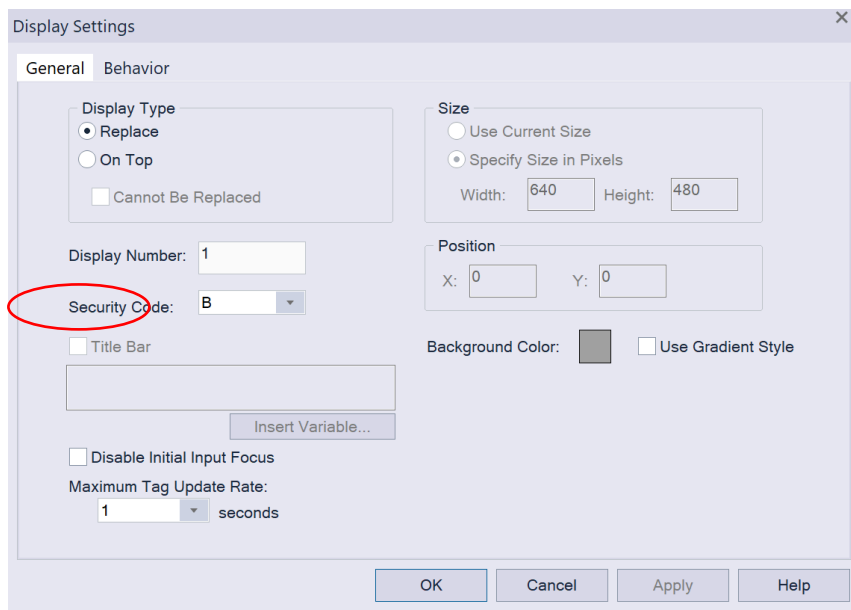 Display Settings
General Behavior
Display Type
Replace
On Top
Cannot Be Replaced
Size
Use Current Size
Specify Size in Pixels
Width: 640 Height: 480
Display Number: 1
Position
X: 0 Y: 0
Security Code: B
Title Bar
Background Color: Use Gradient Style
Insert Variable...
Disable Initial Input Focus
Maximum Tag Update Rate:
1 seconds
OK Cancel Apply Help